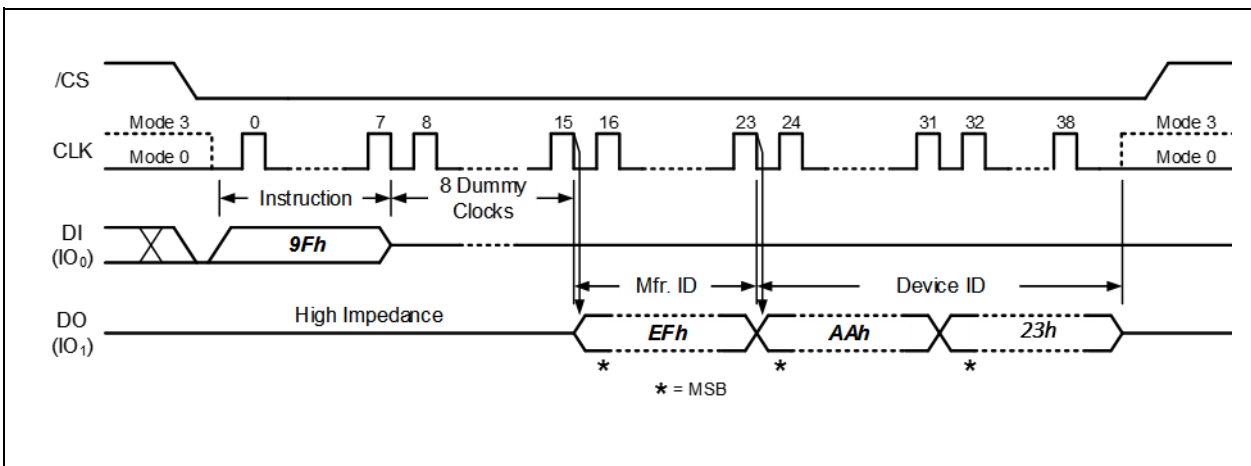 /CS
Mode 3 0 7 8 15 16 23 24 31 32 38 Mode 3
CLK
Mode 0 Mode 0
Instruction 8 Dummy
Clocks
DI
(IO0) 9Fh
Mfr. ID Device ID
DO High Impedance
(IO1) EFh AAh 23h
* * *
* = MSB